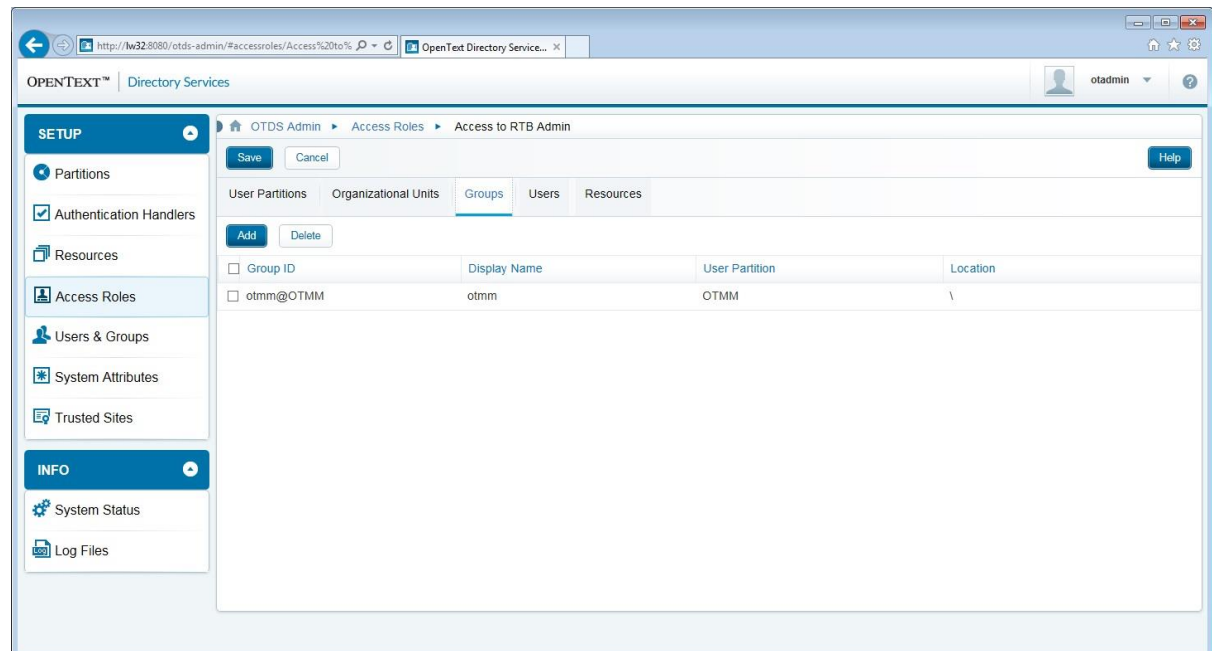 http://lw32:8080/otds-admin/#accessroles/Access%20to%
OpenText Directory Service...
OPENTEXT™ | Directory Services
otadmin
SETUP
Partitions
Authentication Handlers
Resources
Access Roles
Users & Groups
System Attributes
Trusted Sites
INFO
System Status
Log Files
OTDS Admin ▸ Access Roles ▸ Access to RTB Admin
Save Cancel Help
User Partitions Organizational Units Groups Users Resources
Add Delete
Group ID Display Name User Partition Location
otmm@OTMM otmm OTMM \